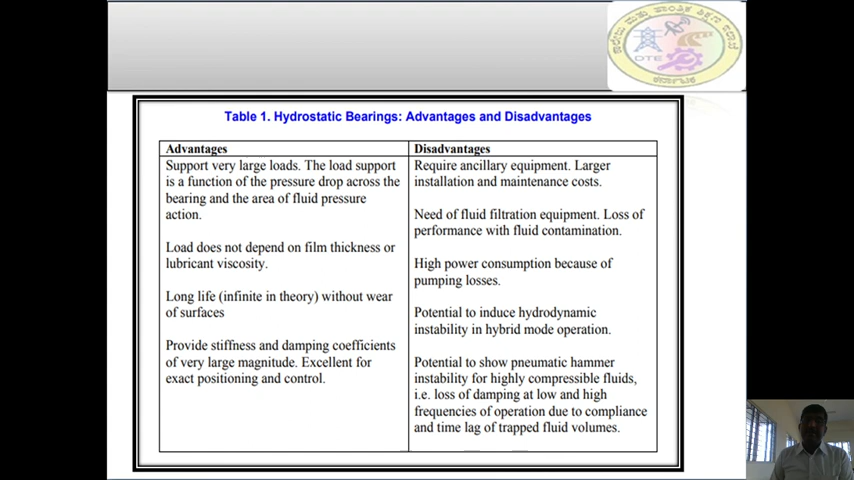 ಕಾಲೇಜು ಮತ್ತು ತಾಂತ್ರಿಕ ಶಿಕ್ಷಣ ಇಲಾಖೆ
DTE
ಕರ್ನಾಟಕ
Table 1. Hydrostatic Bearings: Advantages and Disadvantages
Advantages
Support very large loads. The load support
is a function of the pressure drop across the
bearing and the area of fluid pressure
action.
Load does not depend on film thickness or
lubricant viscosity.
Long life (infinite in theory) without wear
of surfaces
Provide stiffness and damping coefficients
of very large magnitude. Excellent for
exact positioning and control.
Disadvantages
Require ancillary equipment. Larger
installation and maintenance costs.
Need of fluid filtration equipment. Loss of
performance with fluid contamination.
High power consumption because of
pumping losses.
Potential to induce hydrodynamic
instability in hybrid mode operation.
Potential to show pneumatic hammer
instability for highly compressible fluids,
i.e. loss of damping at low and high
frequencies of operation due to compliance
and time lag of trapped fluid volumes.